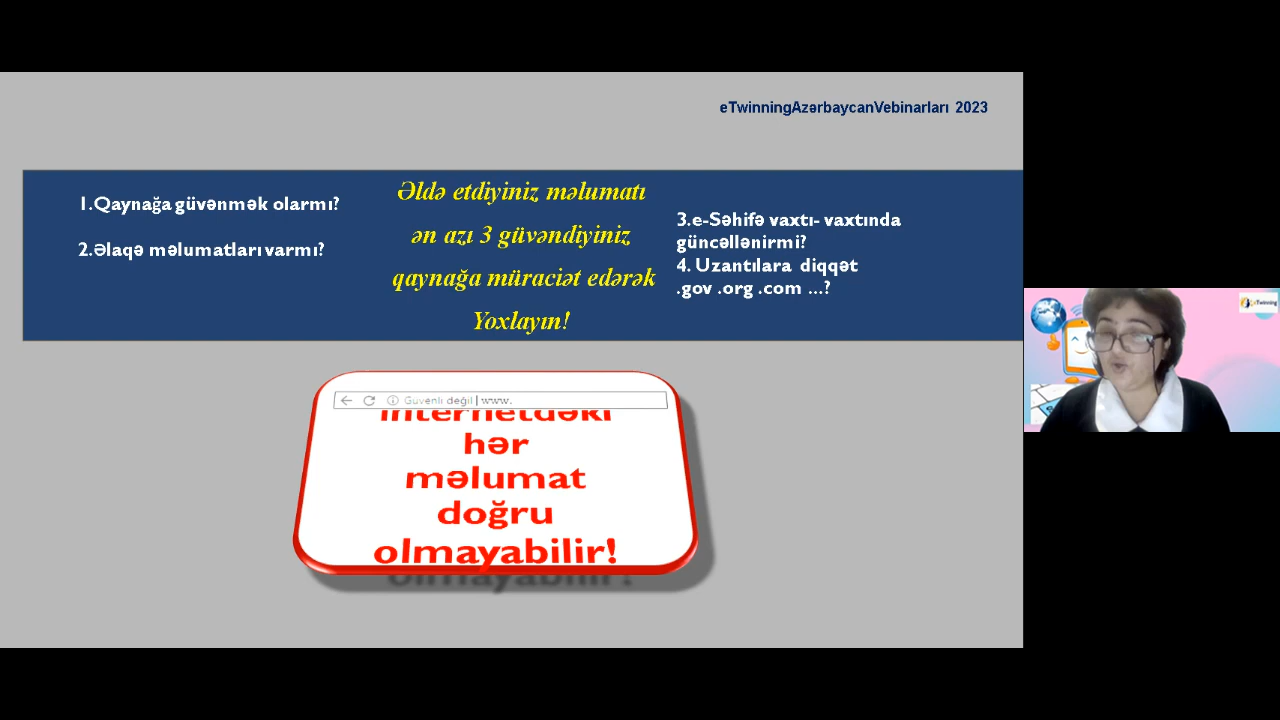 eTwinningAzərbaycanVebinarları 2023
1.Qaynağa güvənmək olarmı?
2.Əlaqə məlumatları varmı?
Əldə etdiyiniz məlumatı
ən azı 3 güvəndiyiniz
qaynağa müraciət edərək
Yoxlayın!
3.e-Səhifə vaxtı- vaxtında
güncəllənirmi?
4. Uzantılara diqqət
.gov .org .com ...?
Güvenli değil | www.
internetdəki
hər
məlumat
doğru
olmayabilir!
eTwinning